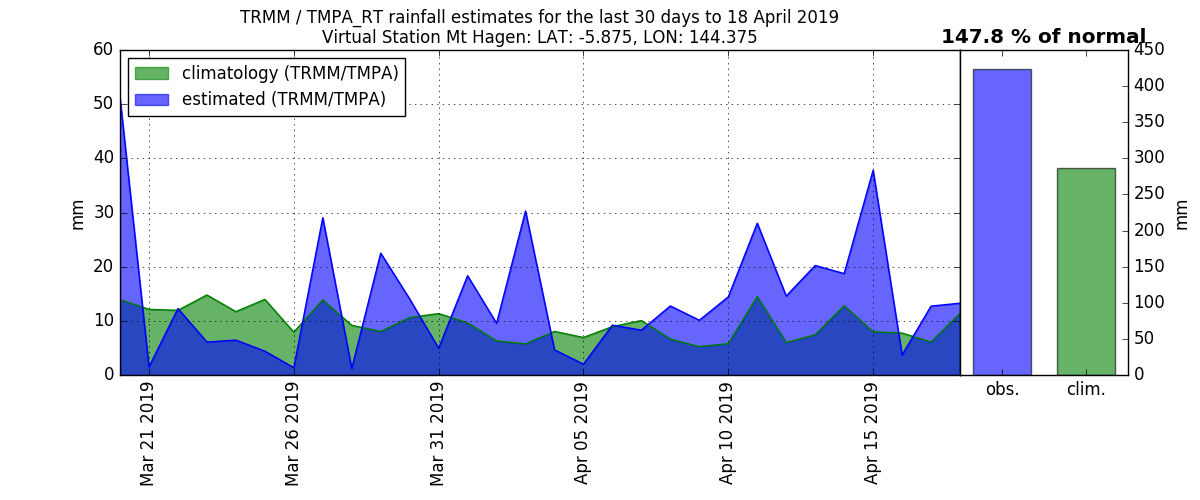 TRMM / TMPA_RT rainfall estimates for the last 30 days to 18 April 2019
Virtual Station Mt Hagen: LAT: -5.875, LON: 144.375
147.8 % of normal
climatology (TRMM/TMPA)
estimated (TRMM/TMPA)
60
50
40
30
20
10
0
mm
Mar 21 2019
Mar 26 2019
Mar 31 2019
Apr 05 2019
Apr 10 2019
Apr 15 2019
450
400
350
300
250
200
150
100
50
0
mm
obs.
clim.